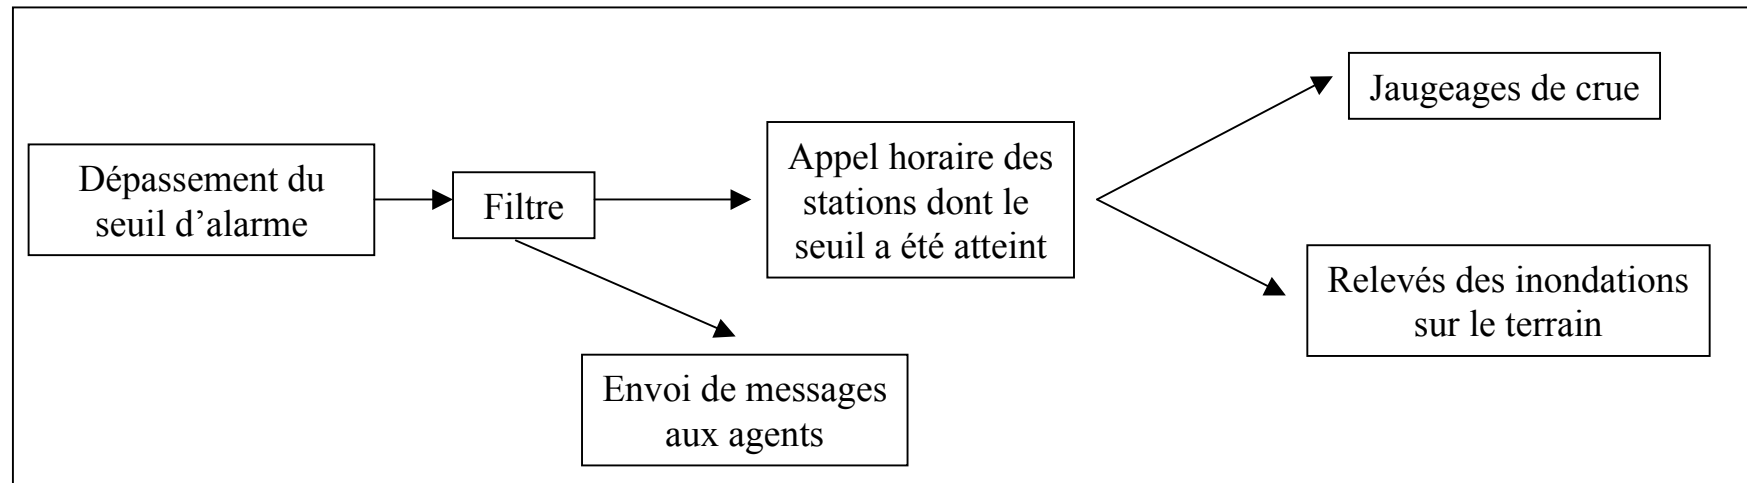 Dépassement du
seuil d’alarme
Filtre
Envoi de messages
aux agents
Appel horaire des
stations dont le
seuil a été atteint
Jaugeages de crue
Relevés des inondations
sur le terrain